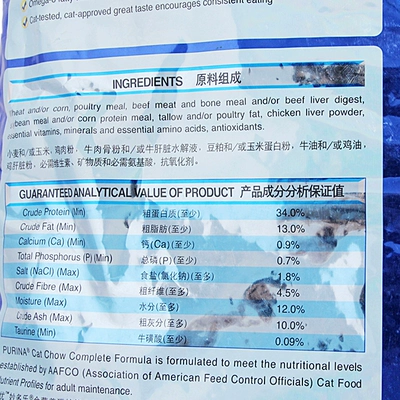 Cat-tested, cat-approved great taste encourages consistent eating
INGREDIENTS 原料组成
heat and/or corn, poultry meal, beef meat and bone meal and/or beef liver digest,
bean meal and/or corn protein meal, tallow and/or poultry fat, chicken liver powder,
ssential vitamins, minerals and essential amino acids, antioxidants.
小麦和/或玉米, 鸡肉粉, 牛肉骨粉和/或牛肝脏水解液, 豆粕和/或玉米蛋白粉, 牛油和/或鸡油,
鸡肝脏粉, 必需维生素, 矿物质和必需氨基酸, 抗氧化剂.
GUARANTEED ANALYTICAL VALUE OF PRODUCT 产品成分分析保证值
Crude Protein (Min) 粗蛋白质(至少) 34.0%
Crude Fat (Min) 粗脂肪(至少) 13.0%
Calcium (Ca) (Min) 钙(Ca)(至少) 0.9%
Total Phosphorus (P) (Min) 总磷(P)(至少) 0.7%
Salt (NaCl) (Max) 食盐(氯化钠)(至多) 1.8%
Crude Fibre (Max) 粗纤维(至多) 4.5%
Moisture (Max) 水分(至多) 12.0%
Crude Ash (Max) 粗灰分(至多) 10.0%
Taurine (Min) 牛磺酸(至少) 0.09%
PURINA® Cat Chow Complete Formula is formulated to meet the nutritional levels
established by AAFCO (Association of American Feed Control Officials) Cat Food
utrient Profiles for adult maintenance.